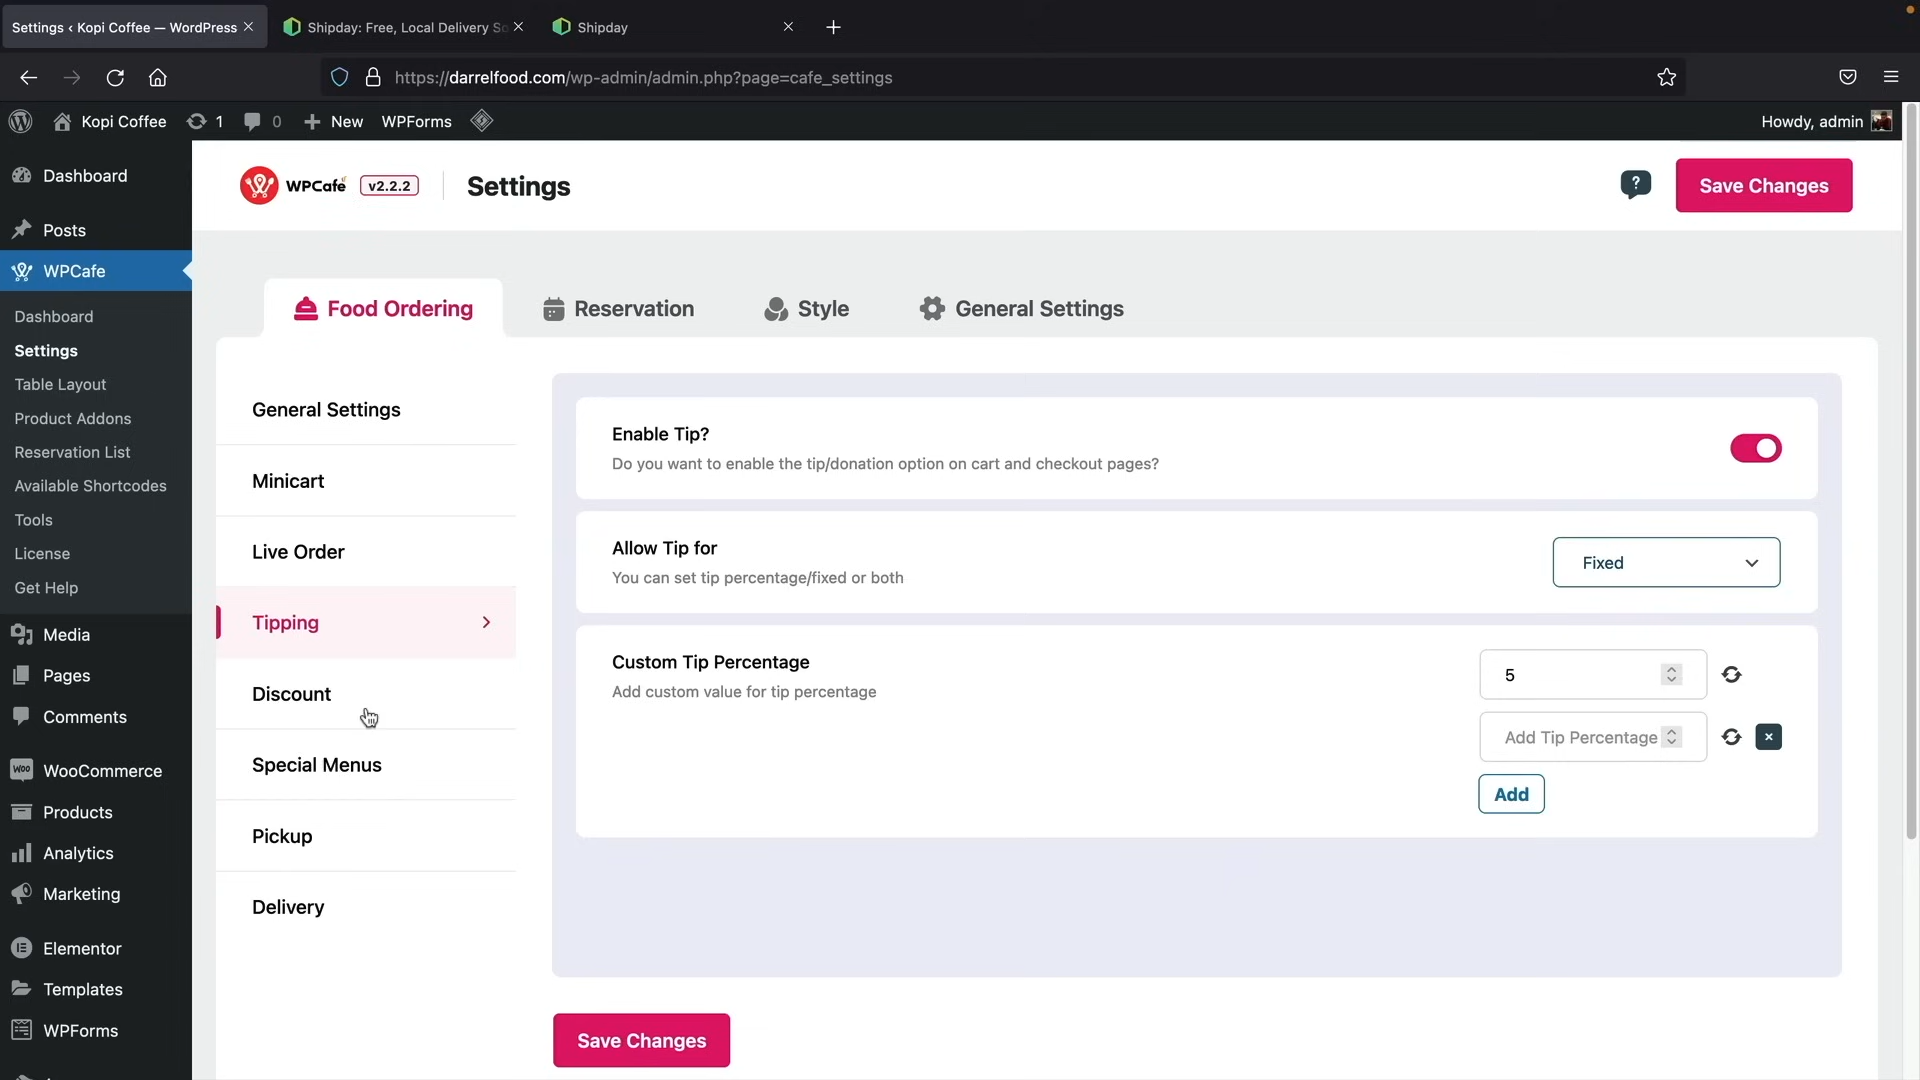 Settings ‹ Kopi Coffee — WordPress
Shipday: Free, Local Delivery So
Shipday
https://darrelfood.com/wp-admin/admin.php?page=cafe_settings
Kopi Coffee
1
0
New
WPForms
Howdy, admin
Dashboard
Posts
WPCafe
Dashboard
Settings
Table Layout
Product Addons
Reservation List
Available Shortcodes
Tools
License
Get Help
Media
Pages
Comments
WooCommerce
Products
Analytics
Marketing
Elementor
Templates
WPForms
WPCafe
v2.2.2
Settings
?
Save Changes
Food Ordering
Reservation
Style
General Settings
General Settings
Minicart
Live Order
Tipping
Discount
Special Menus
Pickup
Delivery
Enable Tip?
Do you want to enable the tip/donation option on cart and checkout pages?
Allow Tip for
You can set tip percentage/fixed or both
Fixed
Custom Tip Percentage
Add custom value for tip percentage
5
Add Tip Percentage
Add
Save Changes